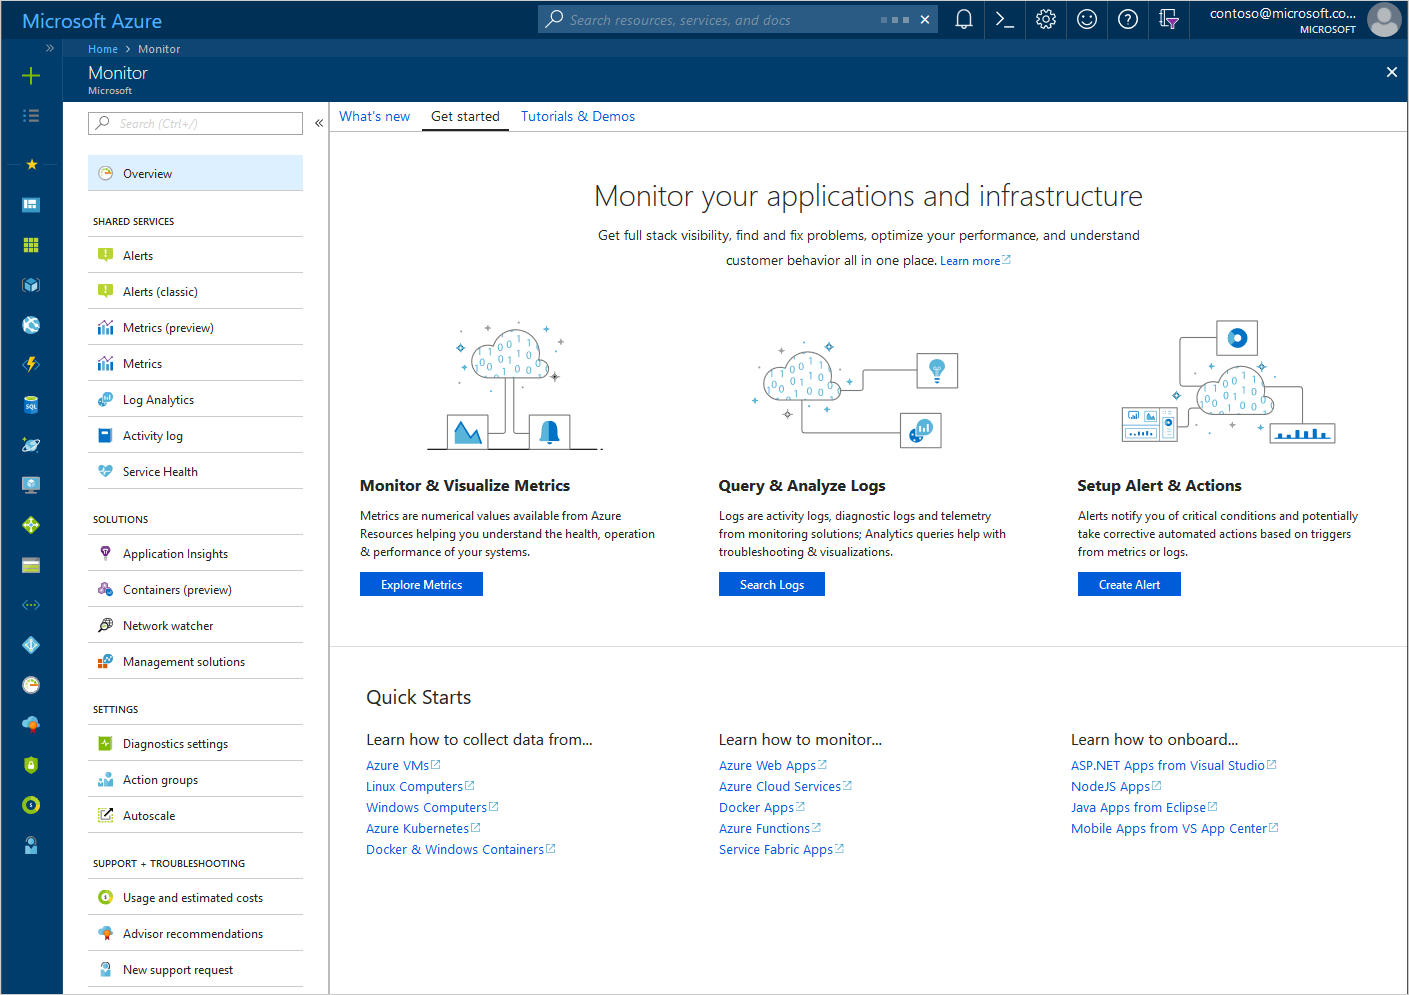 Microsoft Azure
Search resources, services, and docs
contoso@microsoft.co...
MICROSOFT
Home > Monitor
Monitor
Microsoft
Search (Ctrl+/)
Overview
SHARED SERVICES
Alerts
Alerts (classic)
Metrics (preview)
Metrics
Log Analytics
Activity log
Service Health
SOLUTIONS
Application Insights
Containers (preview)
Network watcher
Management solutions
SETTINGS
Diagnostics settings
Action groups
Autoscale
SUPPORT + TROUBLESHOOTING
Usage and estimated costs
Advisor recommendations
New support request
What's new
Get started
Tutorials & Demos
Monitor your applications and infrastructure
Get full stack visibility, find and fix problems, optimize your performance, and understand
customer behavior all in one place. Learn more
Monitor & Visualize Metrics
Metrics are numerical values available from Azure
Resources helping you understand the health, operation
& performance of your systems.
Explore Metrics
Query & Analyze Logs
Logs are activity logs, diagnostic logs and telemetry
from monitoring solutions; Analytics queries help with
troubleshooting & visualizations.
Search Logs
Setup Alert & Actions
Alerts notify you of critical conditions and potentially
take corrective automated actions based on triggers
from metrics or logs.
Create Alert
Quick Starts
Learn how to collect data from...
Azure VMs
Linux Computers
Windows Computers
Azure Kubernetes
Docker & Windows Containers
Learn how to monitor...
Azure Web Apps
Azure Cloud Services
Docker Apps
Azure Functions
Service Fabric Apps
Learn how to onboard...
ASP.NET Apps from Visual Studio
NodeJS Apps
Java Apps from Eclipse
Mobile Apps from VS App Center
SQL